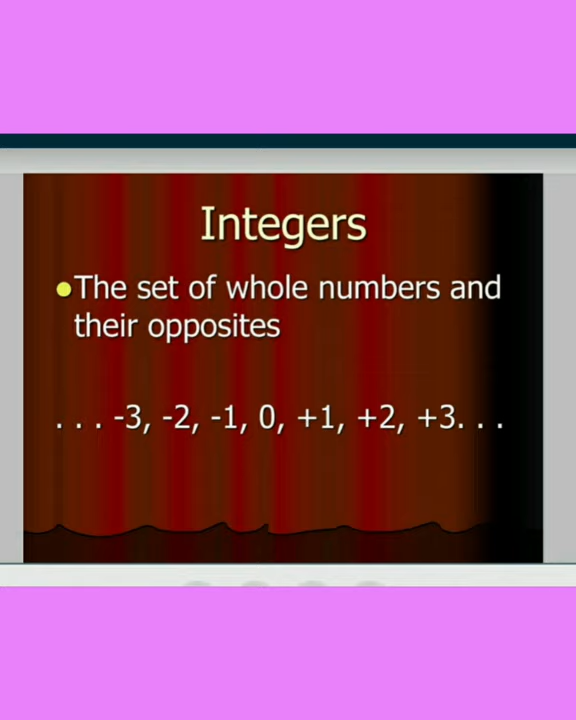 Integers
●The set of whole numbers and
their opposites
. . . -3, -2, -1, 0, +1, +2, +3. . .